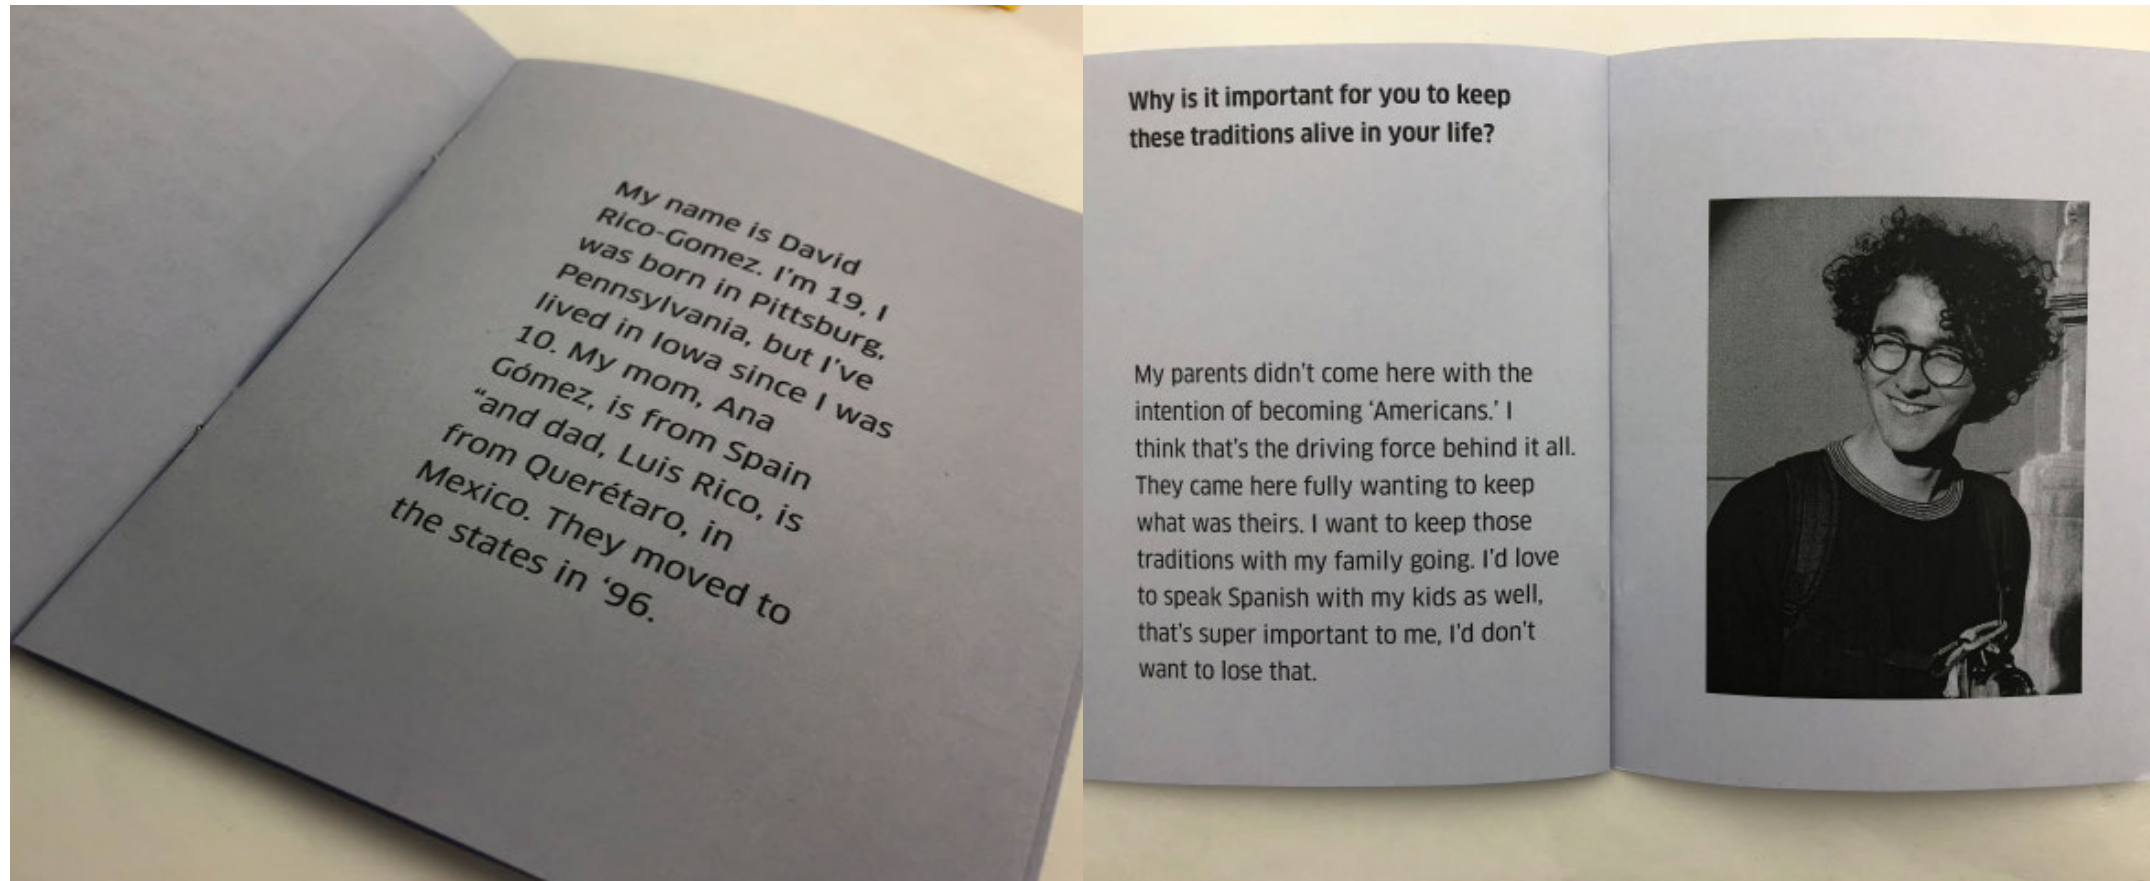 My name is David
Rico-Gomez. I'm 19, I
was born in Pittsburg,
Pennsylvania, but I've
lived in Iowa since I was
10. My mom, Ana
Gómez, is from Spain
“and dad, Luis Rico, is
from Querétaro, in
Mexico. They moved to
the states in ‘96.
Why is it important for you to keep
these traditions alive in your life?
My parents didn't come here with the
intention of becoming ‘Americans.’ I
think that's the driving force behind it all.
They came here fully wanting to keep
what was theirs. I want to keep those
traditions with my family going. I'd love
to speak Spanish with my kids as well,
that's super important to me, I'd don't
want to lose that.